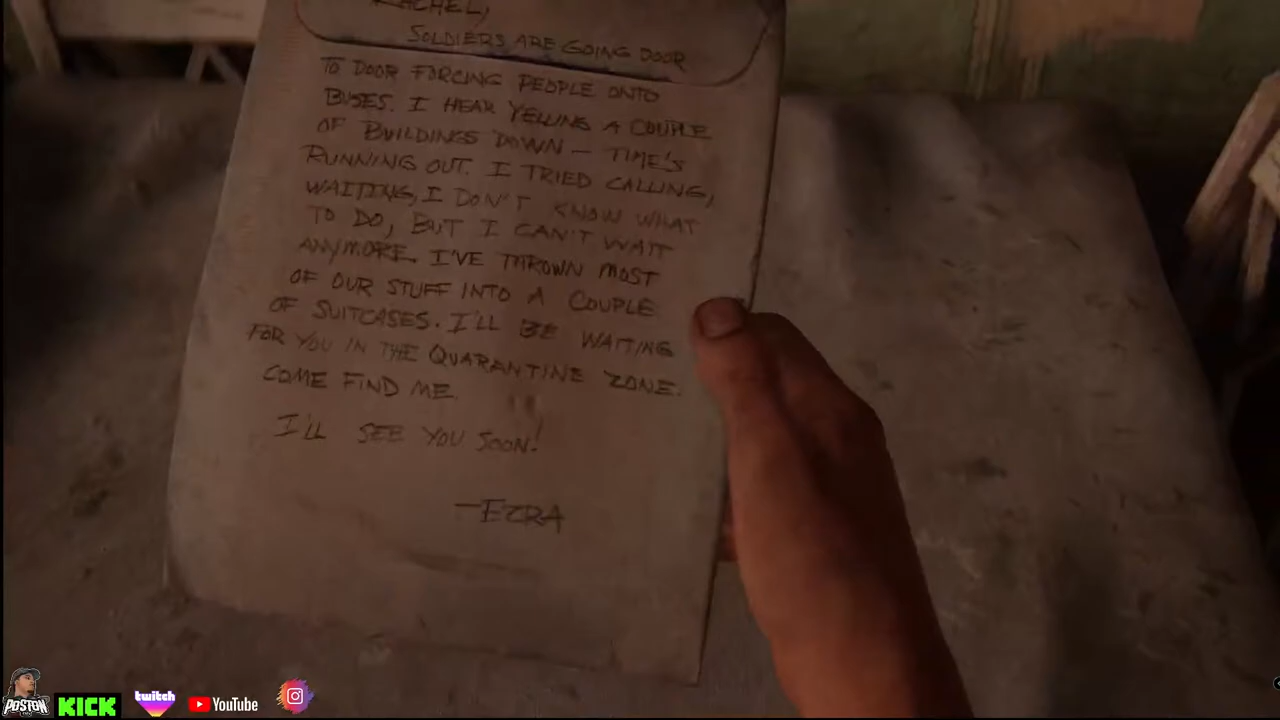 RACHEL,
SOLDIERS ARE GOING DOOR
TO DOOR FORCING PEOPLE ONTO
BUSES. I HEAR YELLING A COUPLE
OF BUILDINGS DOWN — TIME'S
RUNNING OUT. I TRIED CALLING,
WAITING, I DON'T KNOW WHAT
TO DO, BUT I CAN'T WAIT
ANYMORE. I'VE THROWN MOST
OF OUR STUFF INTO A COUPLE
OF SUITCASES. I'LL BE WAITING
FOR YOU IN THE QUARANTINE ZONE.
COME FIND ME.
I'LL SEE YOU SOON!
—EZRA
POSTON
KICK
twitch
YouTube